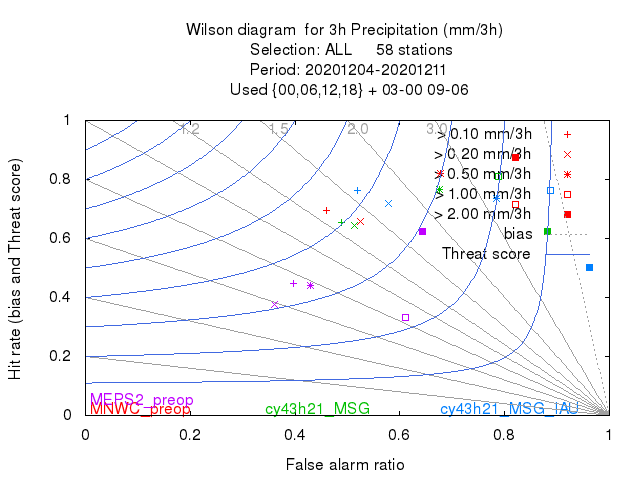 Wilson diagram for 3h Precipitation (mm/3h)
Selection: ALL 58 stations
Period: 20201204-20201211
Used {00,06,12,18} + 03-00 09-06
1.2 1.5 2.0 3.0
> 0.10 mm/3h
> 0.20 mm/3h
> 0.50 mm/3h
> 1.00 mm/3h
> 2.00 mm/3h
bias
Threat score
Hit rate (bias and Threat score)
1
0.8
0.6
0.4
0.2
0
MEPS2_preop
MNWC_preop cy43h21_MSG cy43h21_MSG_IAU
0 0.2 0.4 0.6 0.8 1
False alarm ratio